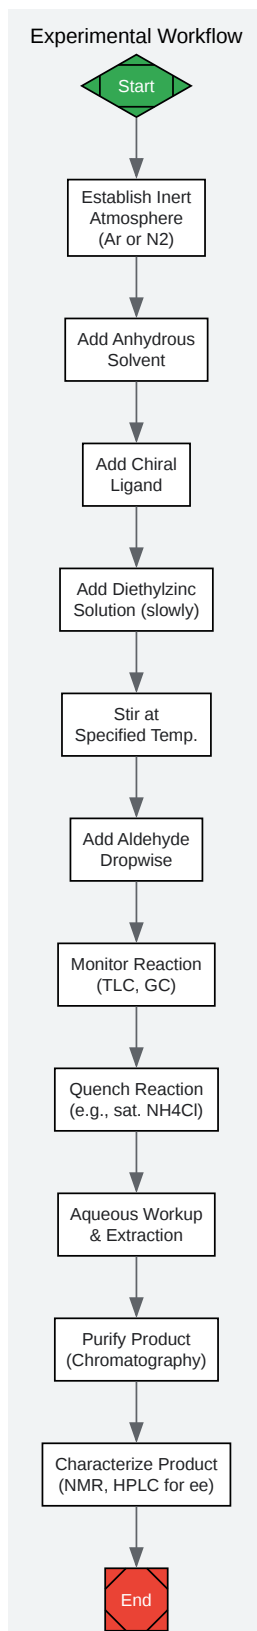 Experimental Workflow
Start
Establish Inert
Atmosphere
(Ar or N2)
Add Anhydrous
Solvent
Add Chiral
Ligand
Add Diethylzinc
Solution (slowly)
Stir at
Specified Temp.
Add Aldehyde
Dropwise
Monitor Reaction
(TLC, GC)
Quench Reaction
(e.g., sat. NH4Cl)
Aqueous Workup
& Extraction
Purify Product
(Chromatography)
Characterize Product
(NMR, HPLC for ee)
End